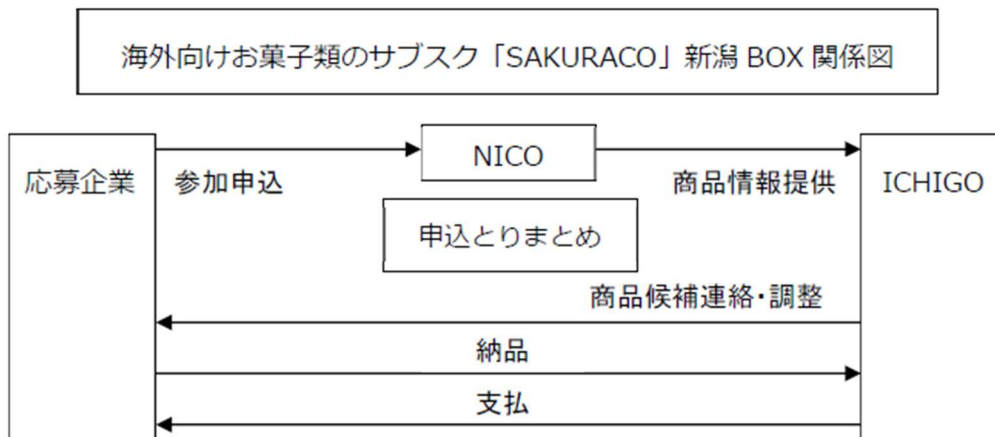 海外向けお菓子類のサブスク「SAKURACO」新潟 BOX 関係図
応募企業
参加申込
NICO
商品情報提供
ICHIGO
申込とりまとめ
商品候補連絡・調整
納品
支払